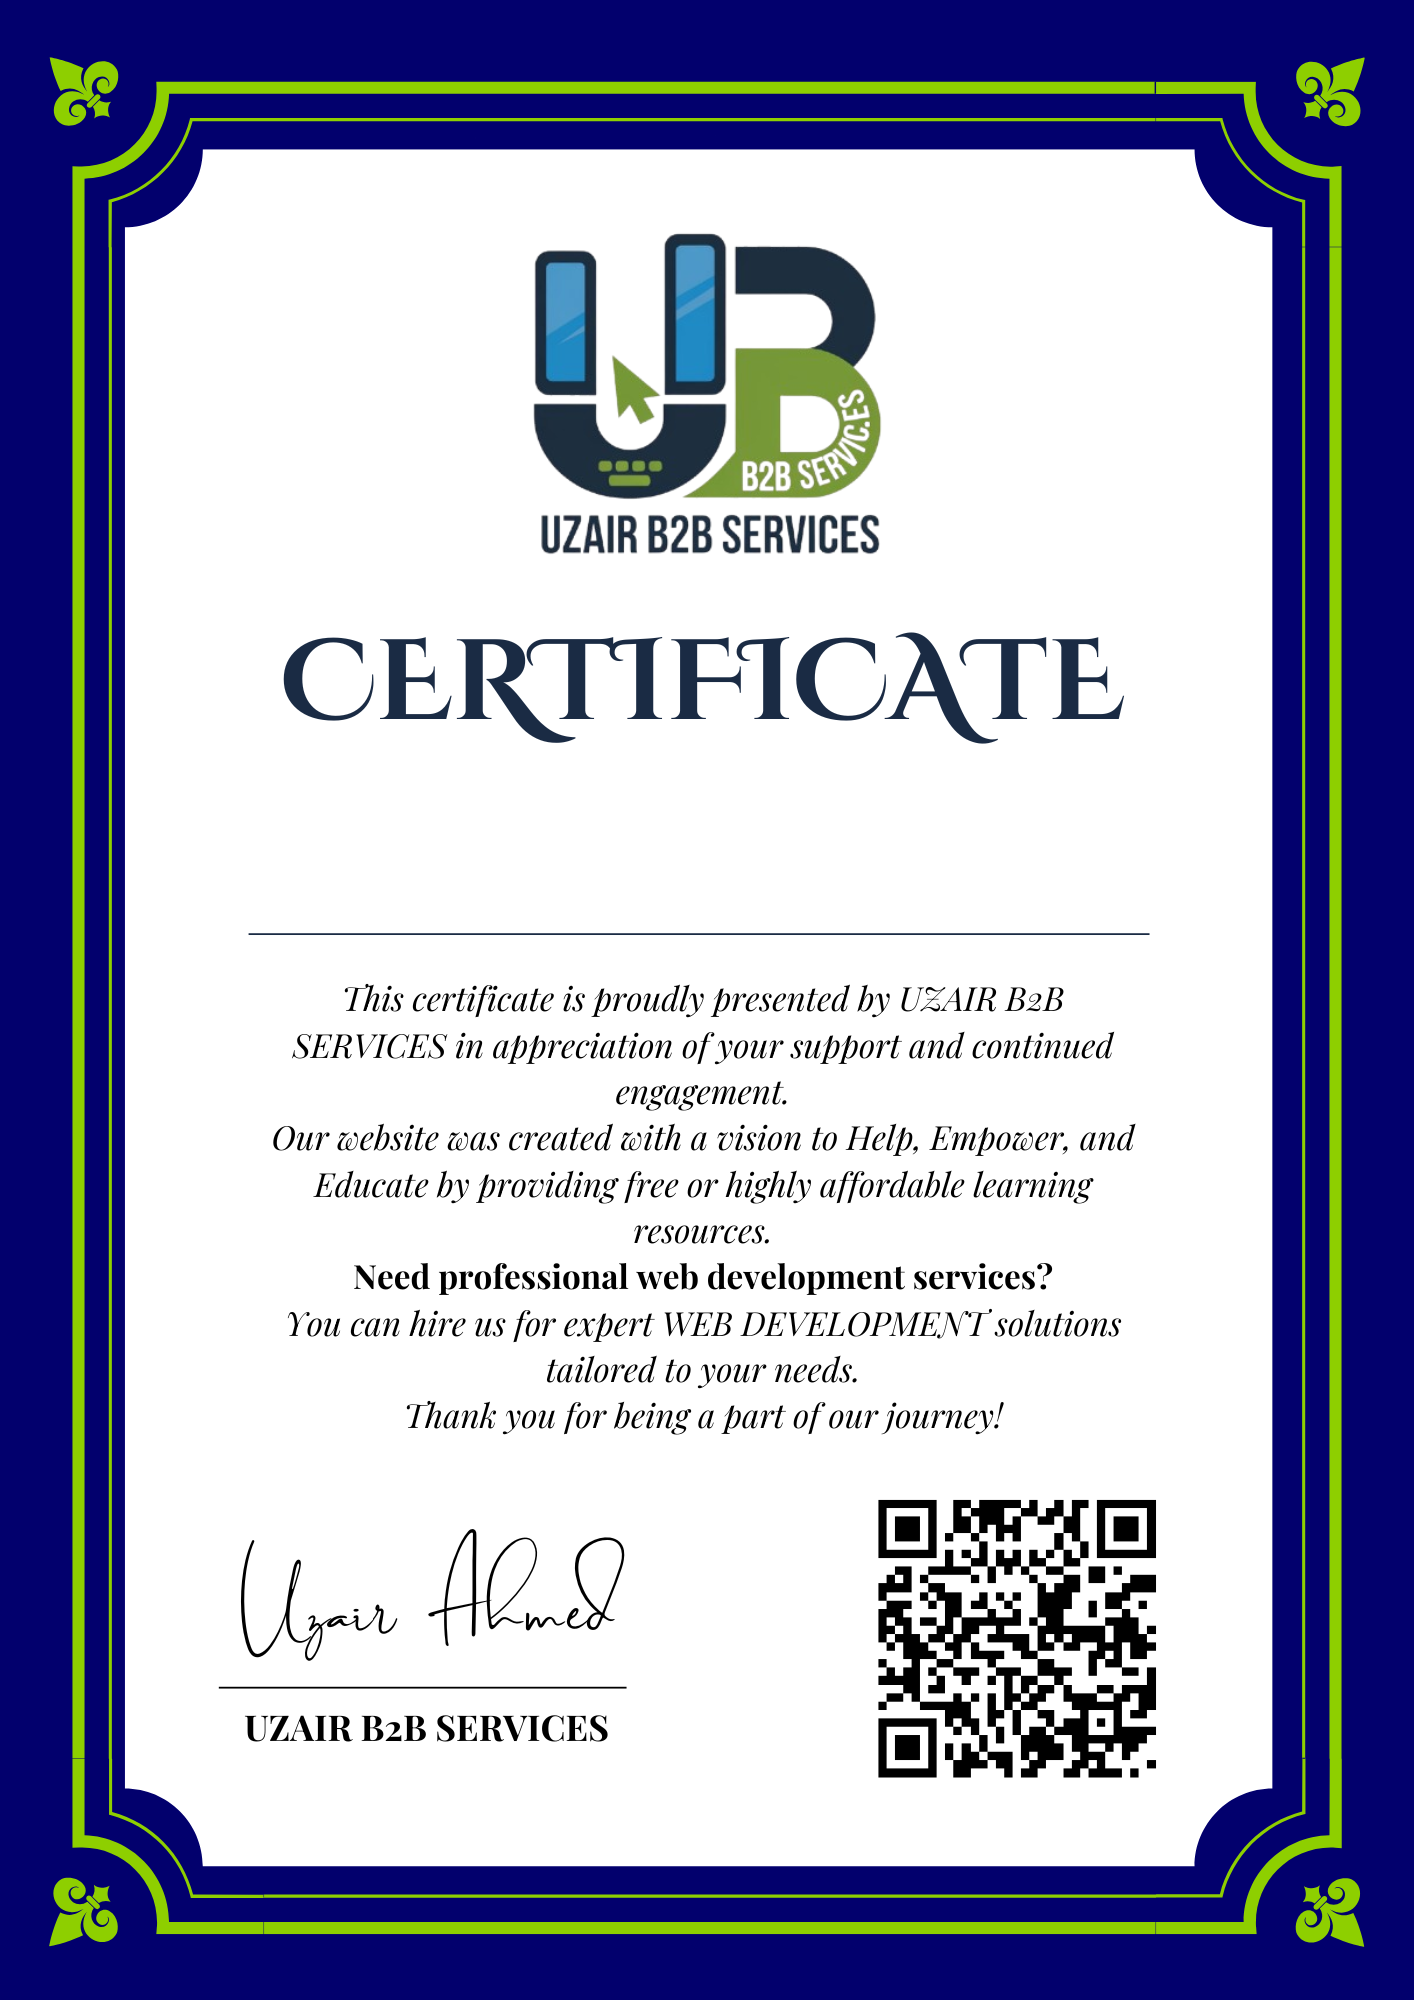 B2B SERVIC.ES
UZAIR B2B SERVICES
CERTIFICATE
This certificate is proudly presented by UZAIR B2B
SERVICES in appreciation of your support and continued
engagement.
Our website was created with a vision to Help, Empower, and
Educate by providing free or highly affordable learning
resources.
Need professional web development services?
You can hire us for expert WEB DEVELOPMENT solutions
tailored to your needs.
Thank you for being a part of our journey!
Uzair Ahmed
UZAIR B2B SERVICES